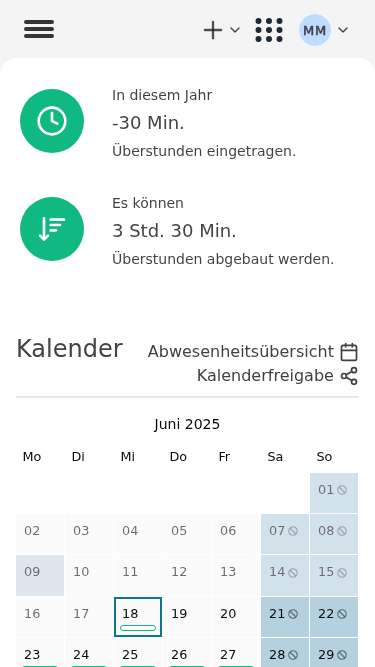 MM
In diesem Jahr
-30 Min.
Überstunden eingetragen.
Es können
3 Std. 30 Min.
Überstunden abgebaut werden.
Kalender
Abwesenheitsübersicht
Kalenderfreigabe
Juni 2025
Mo Di Mi Do Fr Sa So
01
02 03 04 05 06 07 08
09 10 11 12 13 14 15
16 17 18 19 20 21 22
23 24 25 26 27 28 29